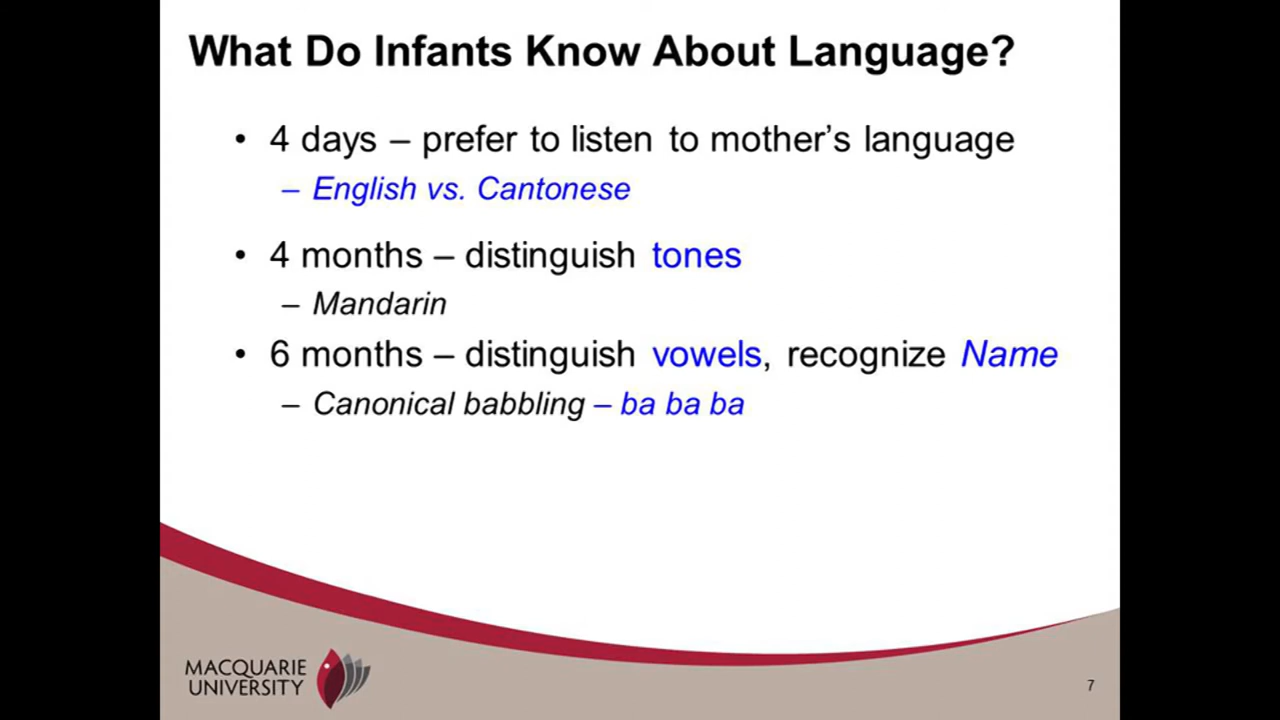 What Do Infants Know About Language?
• 4 days – prefer to listen to mother’s language
– English vs. Cantonese
• 4 months – distinguish tones
– Mandarin
• 6 months – distinguish vowels, recognize Name
– Canonical babbling – ba ba ba
MACQUARIE
UNIVERSITY
7